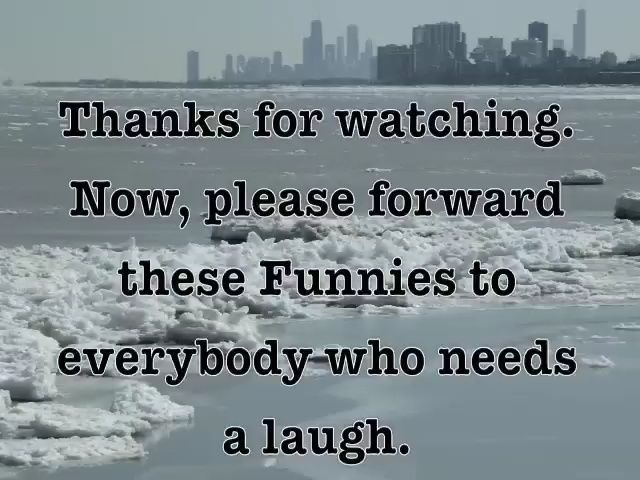 Thanks for watching.
Now, please forward
these Funnies to
everybody who needs
a laugh.